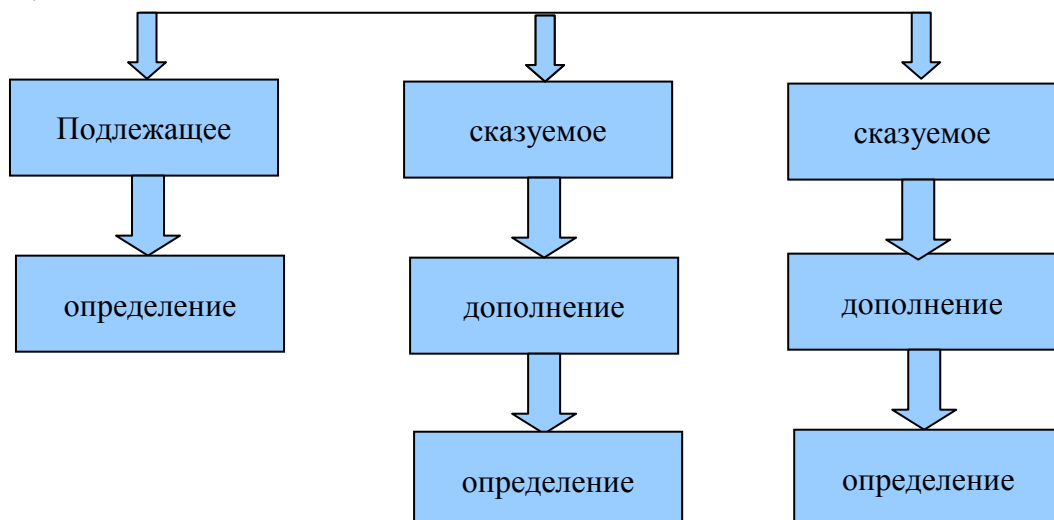 Подлежащее
сказуемое
сказуемое
определение
дополнение
дополнение
определение
определение